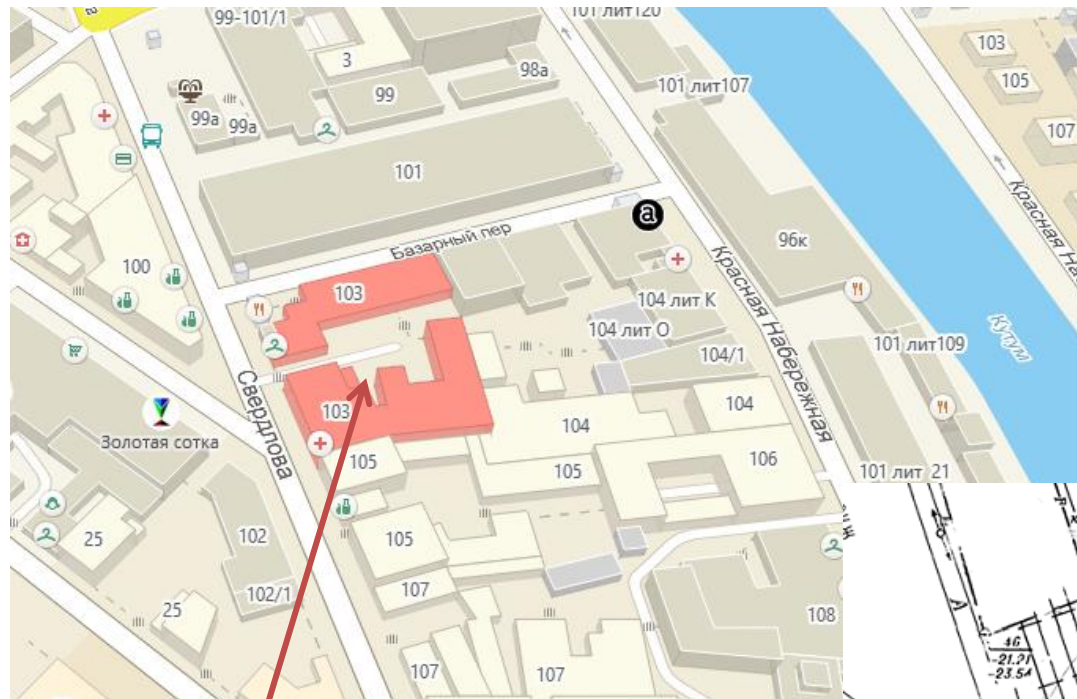 99-101/1
101 лит120
3
103
98а
105
101 лит107
99
99а
99а
107
101
Красная На
Базарный пер
а
96к
100
Красная Набережная
103
104 лит К
104 лит О
Кутум
101 лит109
104/1
Свердлова
103
104
104
Золотая сотка
105
105
106
101 лит 21
25
105
102
107
102/1
25
108
107
107
А
46
-21.21
-23.54